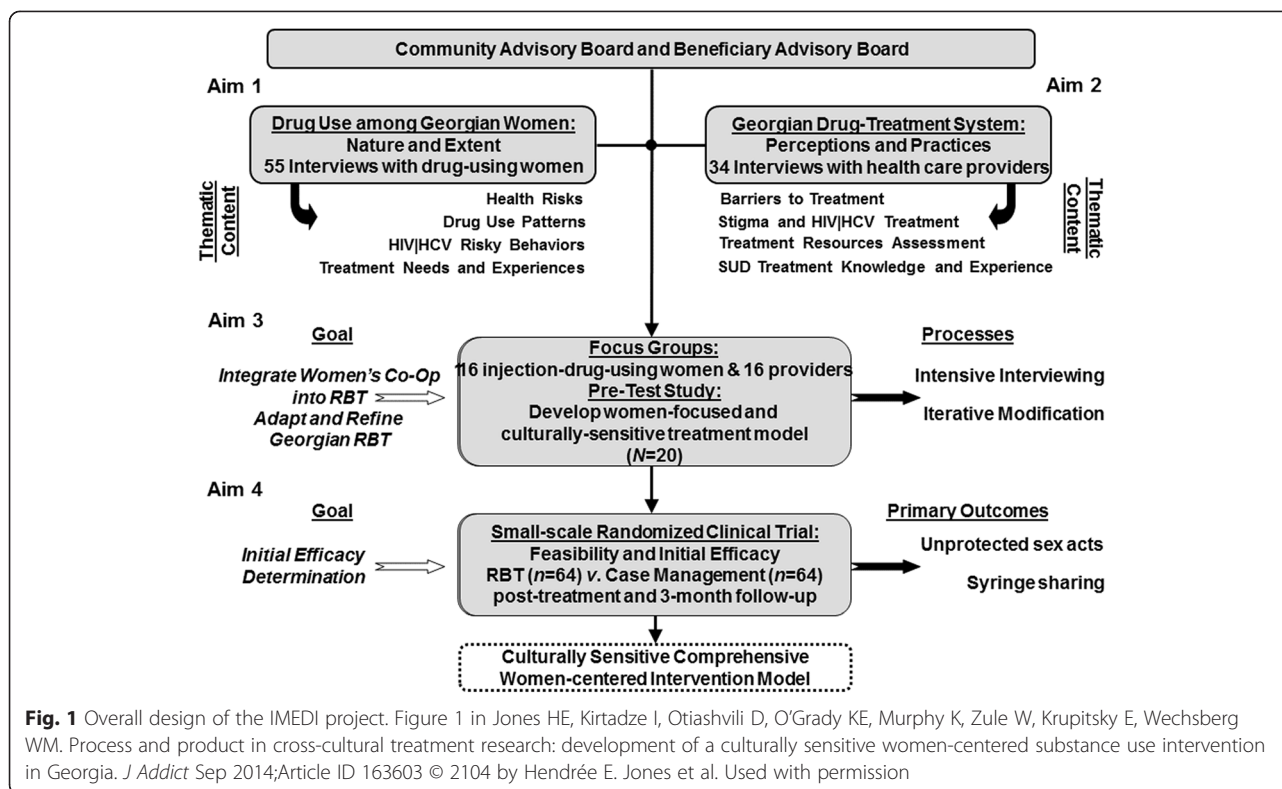 Community Advisory Board and Beneficiary Advisory Board
Aim 1
Aim 2
Drug Use among Georgian Women:
Nature and Extent
55 Interviews with drug-using women
Georgian Drug-Treatment System:
Perceptions and Practices
34 Interviews with health care providers
Thematic
Content
Health Risks
Drug Use Patterns
HIV|HCV Risky Behaviors
Treatment Needs and Experiences
Barriers to Treatment
Stigma and HIV|HCV Treatment
Treatment Resources Assessment
SUD Treatment Knowledge and Experience
Thematic
Content
Aim 3
Goal
Integrate Women's Co-Op
into RBT
Adapt and Refine
Georgian RBT
Focus Groups:
16 injection-drug-using women & 16 providers
Pre-Test Study:
Develop women-focused and
culturally-sensitive treatment model
(N=20)
Processes
Intensive Interviewing
Iterative Modification
Aim 4
Goal
Initial Efficacy
Determination
Small-scale Randomized Clinical Trial:
Feasibility and Initial Efficacy
RBT (n=64) v. Case Management (n=64)
post-treatment and 3-month follow-up
Primary Outcomes
Unprotected sex acts
Syringe sharing
Culturally Sensitive Comprehensive
Women-centered Intervention Model
Fig. 1 Overall design of the IMEDI project. Figure 1 in Jones HE, Kirtadze I, Otiashvili D, O'Grady KE, Murphy K, Zule W, Krupitsky E, Wechsberg
WM. Process and product in cross-cultural treatment research: development of a culturally sensitive women-centered substance use intervention
in Georgia. J Addict Sep 2014;Article ID 163603 © 2104 by Hendrée E. Jones et al. Used with permission